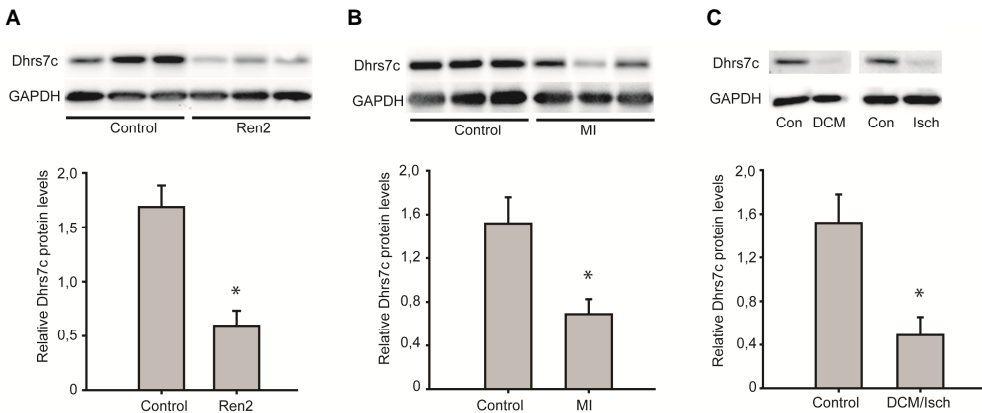 A
Dhrs7c
GAPDH
Control Ren2
Relative Dhrs7c protein levels
2,0
1,5
1,0
0,5
0
*
Control Ren2
B
Dhrs7c
GAPDH
Control MI
Relative Dhrs7c protein levels
2,0
1,6
1,2
0,8
0,4
0
*
Control MI
C
Dhrs7c
GAPDH
Con DCM Con Isch
Relative Dhrs7c protein levels
2,0
1,6
1,2
0,8
0,4
0
*
Control DCM/Isch